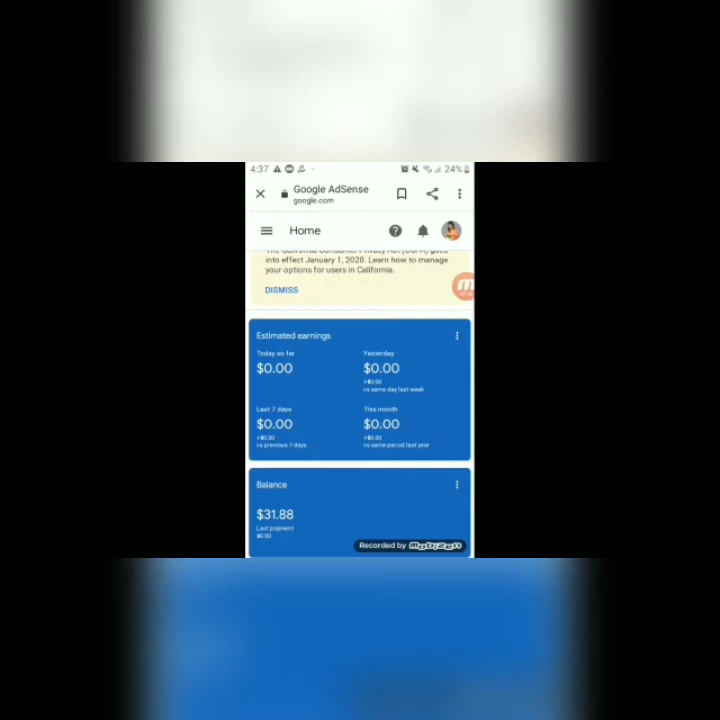 4:37
24%
Google AdSense
google.com
Home
The California Consumer Privacy Act (CCPA) goes
into effect January 1, 2020. Learn how to manage
your options for users in California.
DISMISS
Estimated earnings
Today so far
Yesterday
$0.00
$0.00
+$0.00
vs same day last week
Last 7 days
This month
$0.00
$0.00
+$0.00
+$0.00
vs previous 7 days
vs same period last year
Balance
$31.88
Last payment
$0.00
Recorded by mobizen